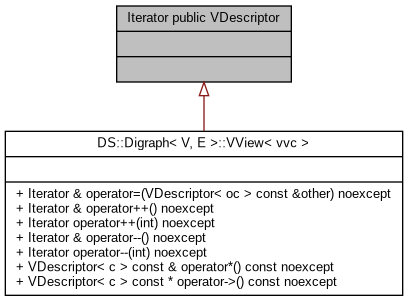 Iterator public VDescriptor
DS::Digraph< V, E >::VView< vvc >
+ Iterator & operator=(VDescriptor< oc > const &other) noexcept
+ Iterator & operator++() noexcept
+ Iterator operator++(int) noexcept
+ Iterator & operator--() noexcept
+ Iterator operator--(int) noexcept
+ VDescriptor< c > const & operator*() const noexcept
+ VDescriptor< c > const * operator->() const noexcept